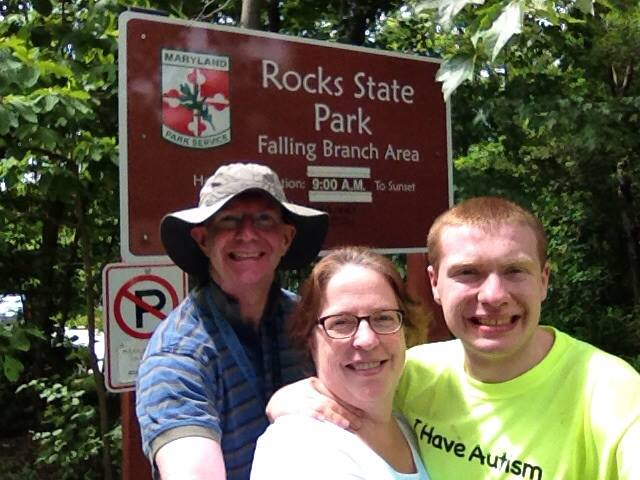 MARYLAND
PARK SERVICE
Rocks State
Park
Falling Branch Area
9:00 A.M. To Sunset
P
I Have Autism